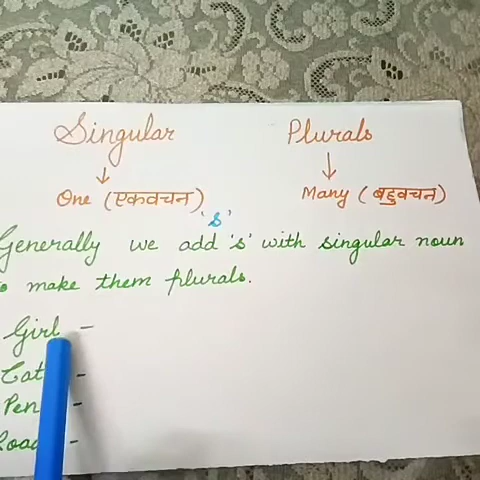 Singular Plurals
One (एकवचन) Many (बहुवचन)
's'
Generally we add 's' with singular noun
make them plurals.
Girl -
Cat -
Pen -
-